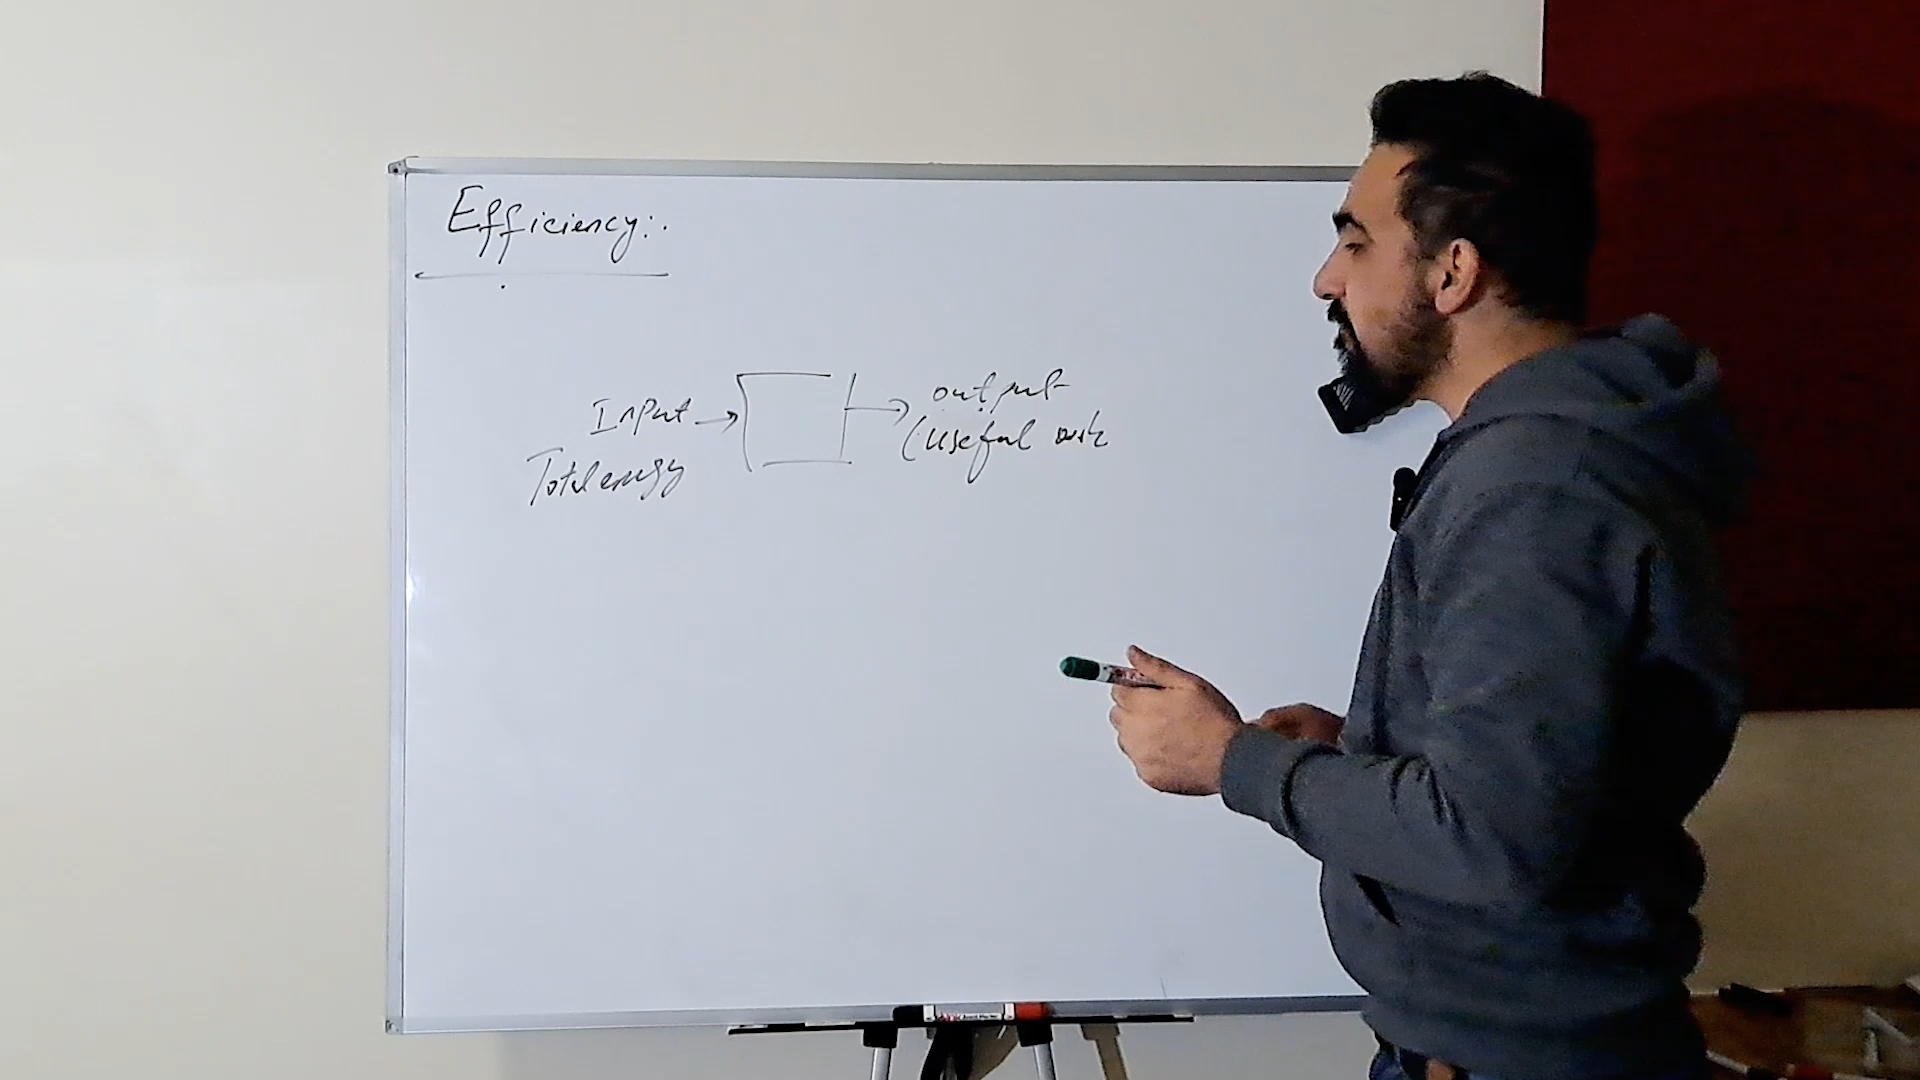 Efficiency:.
Input
Total energy
output
(useful work